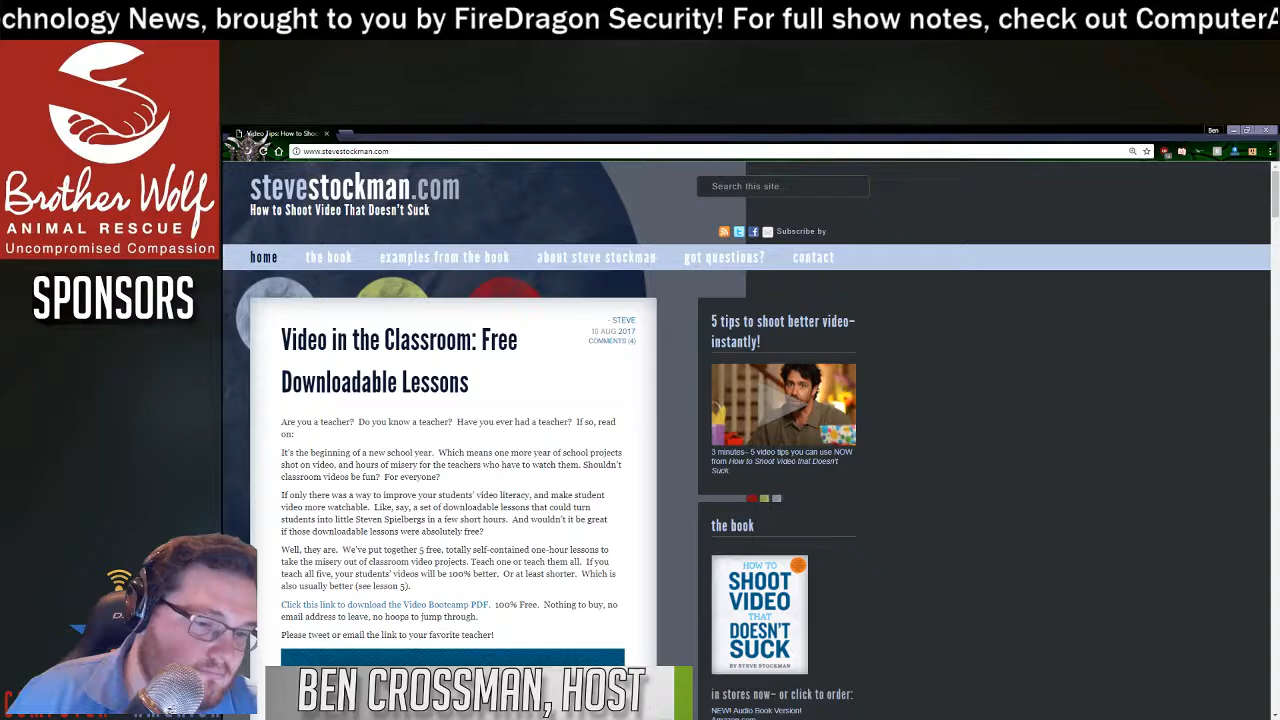 chnology News, brought to you by FireDragon Security! For full show notes, check out ComputerA
Brother Wolf
ANIMAL RESCUE
Uncompromised Compassion
SPONSORS
Video Tips: How to Shoo
Ben
www.stevestockman.com
stevestockman.com
How to Shoot Video That Doesn't Suck
Search this site...
Subscribe by
home the book examples from the book about steve stockman got questions? contact
Video in the Classroom: Free
Downloadable Lessons
- STEVE
10 AUG 2017
COMMENTS (4)
Are you a teacher? Do you know a teacher? Have you ever had a teacher? If so, read
on:
It's the beginning of a new school year. Which means one more year of school projects
shot on video, and hours of misery for the teachers who have to watch them. Shouldn't
classroom videos be fun? For everyone?
If only there was a way to improve your students' video literacy, and make student
video more watchable. Like, say, a set of downloadable lessons that could turn
students into little Steven Spielbergs in a few short hours. And wouldn't it be great
if those downloadable lessons were absolutely free?
Well, they are. We've put together 5 free, totally self-contained one-hour lessons to
take the misery out of classroom video projects. Teach one or teach them all. If you
teach all five, your students' videos will be 100% better. Or at least shorter. Which is
also usually better (see lesson 5).
Click this link to download the Video Bootcamp PDF. 100% Free. Nothing to buy, no
email address to leave, no hoops to jump through.
Please tweet or email the link to your favorite teacher!
5 tips to shoot better video–
instantly!
3 minutes– 5 video tips you can use NOW
from How to Shoot Video that Doesn't
Suck.
the book
HOW TO
SHOOT
VIDEO
THAT
DOESN'T
SUCK
BY STEVE STOCKMAN
in stores now– or click to order:
NEW! Audio Book Version!
Amazon.com
BEN CROSSMAN, HOST